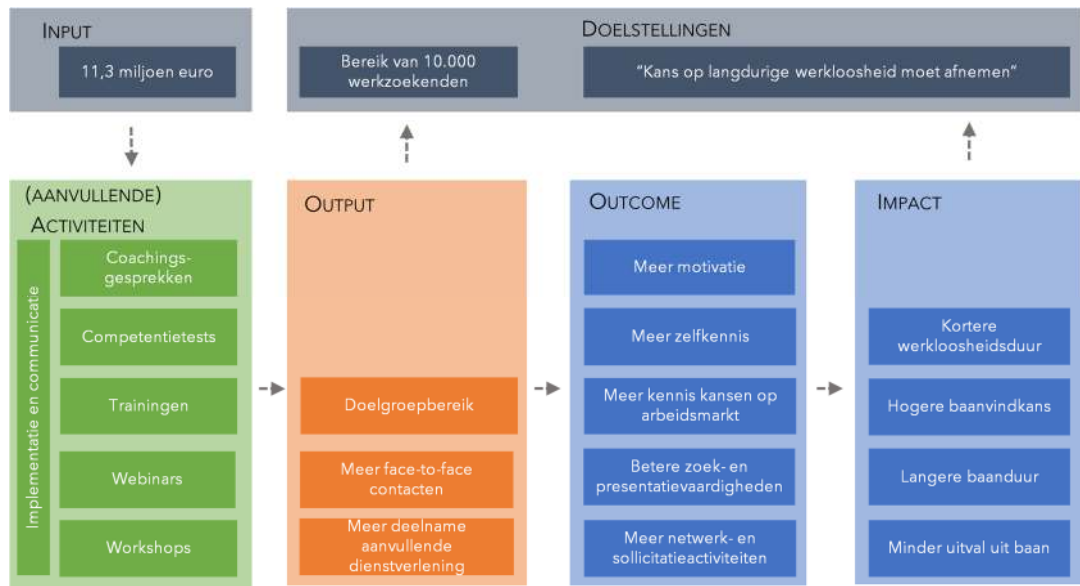 INPUT
11,3 miljoen euro
DOELSTELLINGEN
Bereik van 10.000
werkzoekenden
“Kans op langdurige werkloosheid moet afnemen“
(AANVULLENDE)
ACTIVITEITEN
Implementatie en communicatie
Coachings-
gesprekken
Competentietests
Trainingen
Webinars
Workshops
OUTPUT
Doelgroepbereik
Meer face-to-face
contacten
Meer deelname
aanvullende
dienstverlening
OUTCOME
Meer motivatie
Meer zelfkennis
Meer kennis kansen op
arbeidsmarkt
Betere zoek- en
presentatievaardigheden
Meer netwerk- en
sollicitatieactiviteiten
IMPACT
Kortere
werkloosheidsduur
Hogere baanvindkans
Langere baanduur
Minder uitval uit baan